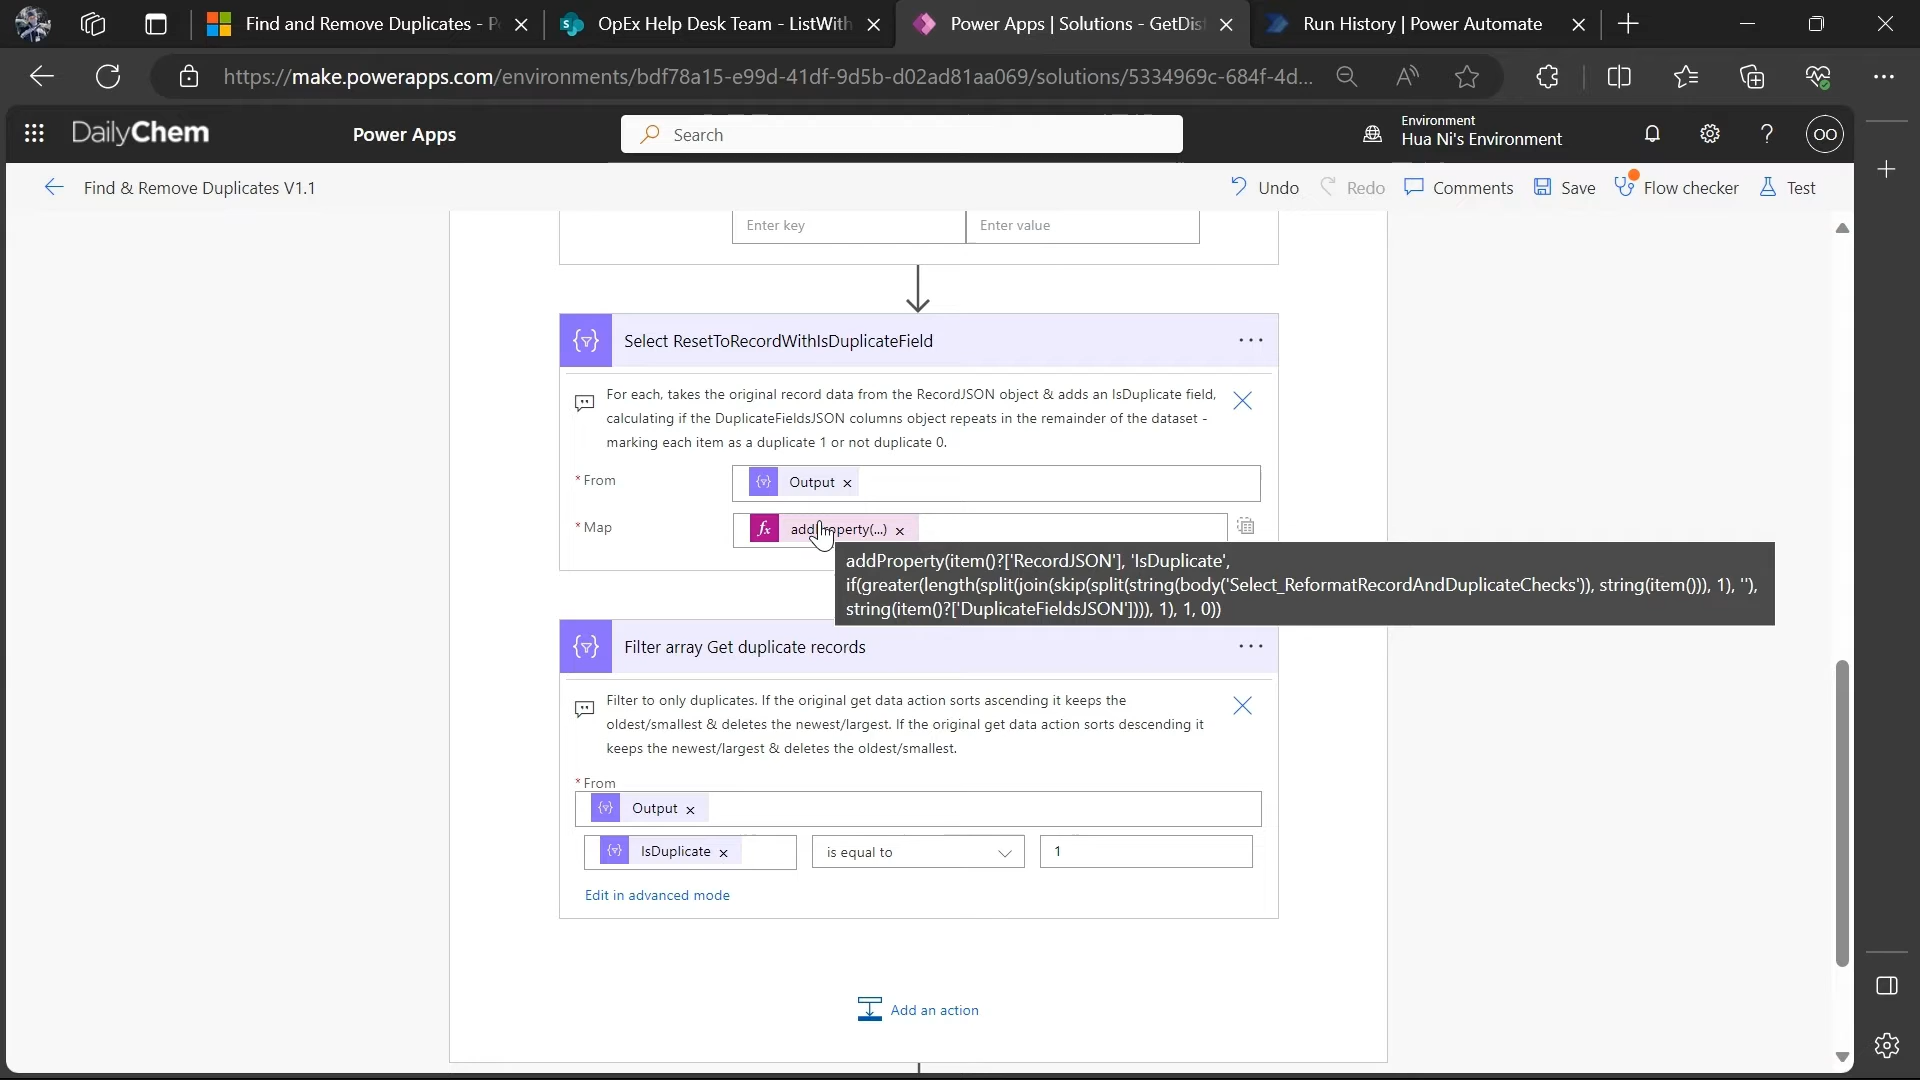 Find and Remove Duplicates - P
OpEx Help Desk Team - ListWith
Power Apps | Solutions - GetDis
Run History | Power Automate
https://make.powerapps.com/environments/bdf78a15-e99d-41df-9d5b-d02ad81aa069/solutions/5334969c-684f-4d...
DailyChem
Power Apps
Search
Environment
Hua Ni's Environment
OO
Find & Remove Duplicates V1.1
Undo
Redo
Comments
Save
Flow checker
Test
Enter key
Enter value
Select ResetToRecordWithIsDuplicateField
For each, takes the original record data from the RecordJSON object & adds an IsDuplicate field,
calculating if the DuplicateFieldsJSON columns object repeats in the remainder of the dataset -
marking each item as a duplicate 1 or not duplicate 0.
* From
Output
* Map
fx addProperty(...)
addProperty(item()?['RecordJSON'], 'IsDuplicate',
if(greater(length(split(join(skip(split(string(body('Select_ReformatRecordAndDuplicateChecks')), string(item())), 1), ''),
string(item()?['DuplicateFieldsJSON']))), 1), 1, 0))
Filter array Get duplicate records
Filter to only duplicates. If the original get data action sorts ascending it keeps the
oldest/smallest & deletes the newest/largest. If the original get data action sorts descending it
keeps the newest/largest & deletes the oldest/smallest.
* From
Output
IsDuplicate
is equal to
1
Edit in advanced mode
Add an action